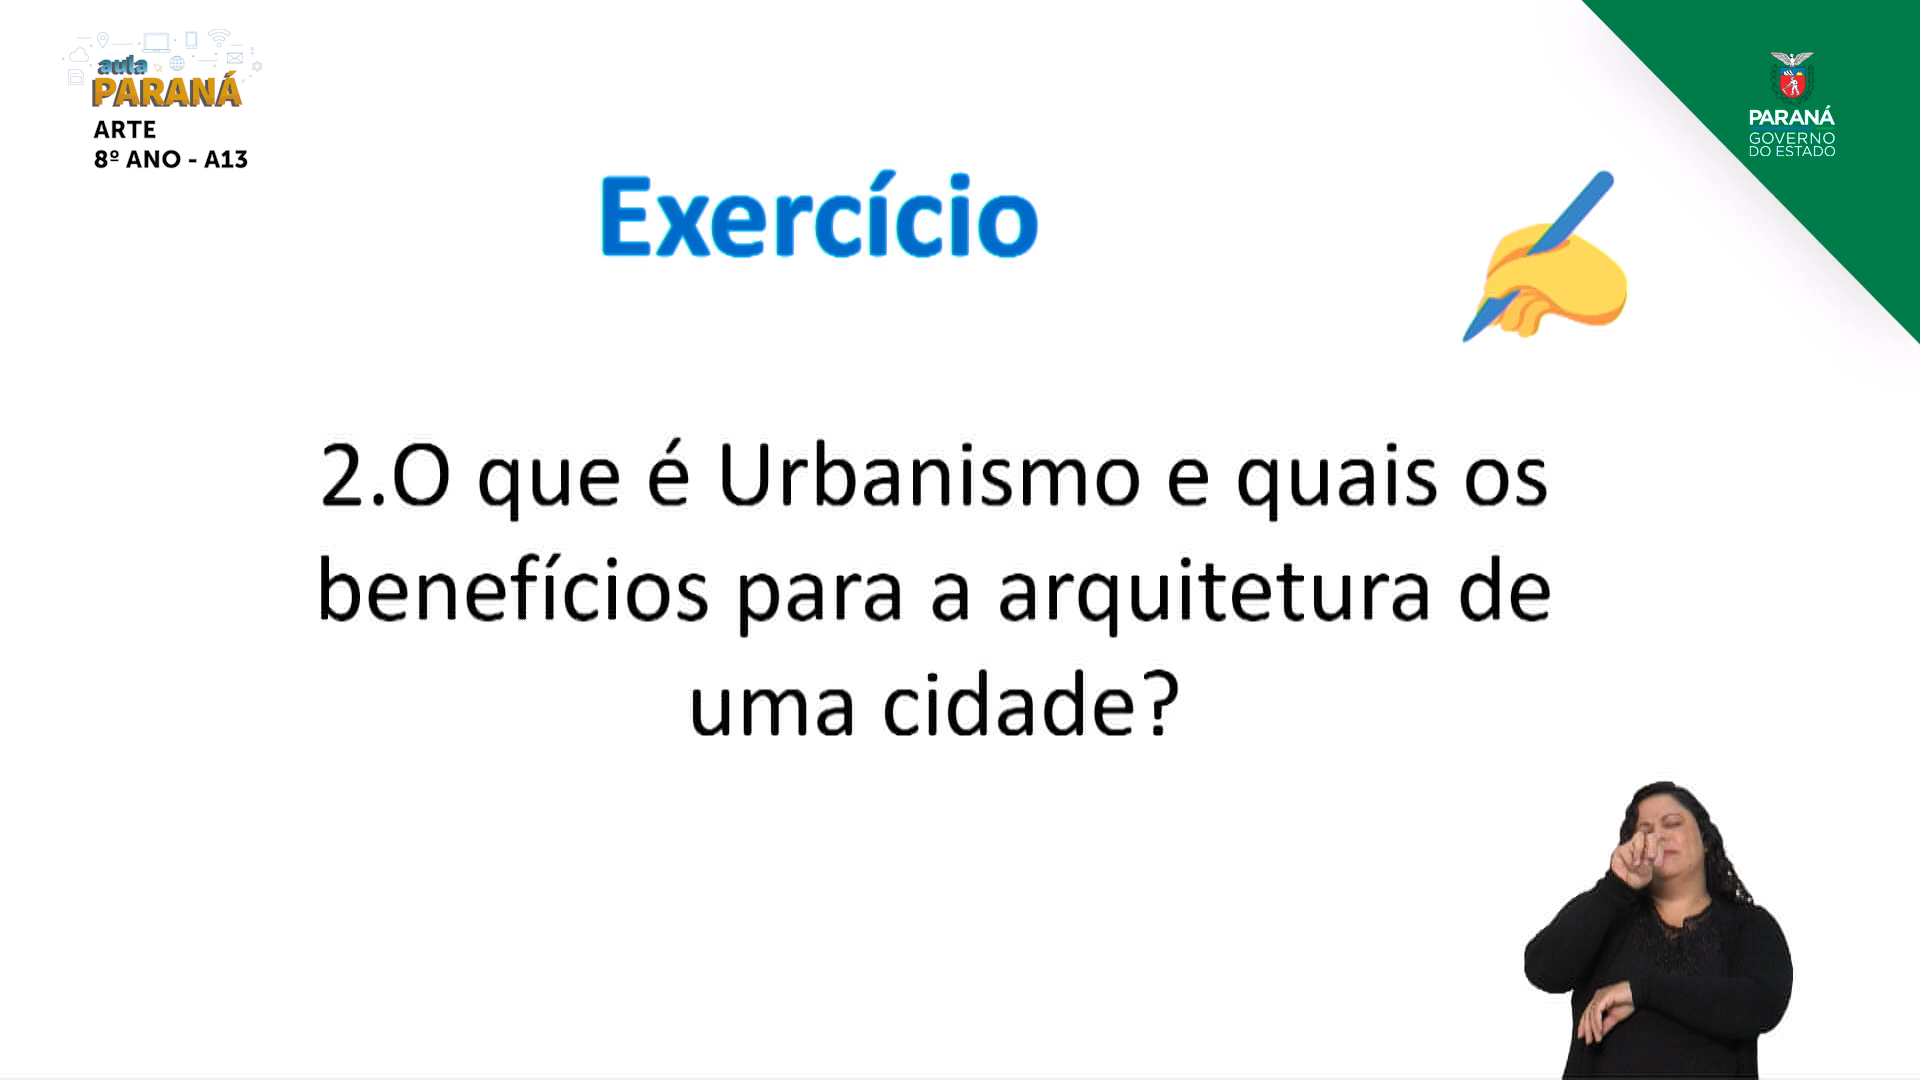 aula
PARANÁ
ARTE
8º ANO - A13
PARANÁ
GOVERNO
DO ESTADO
Exercício
2.O que é Urbanismo e quais os
benefícios para a arquitetura de
uma cidade?